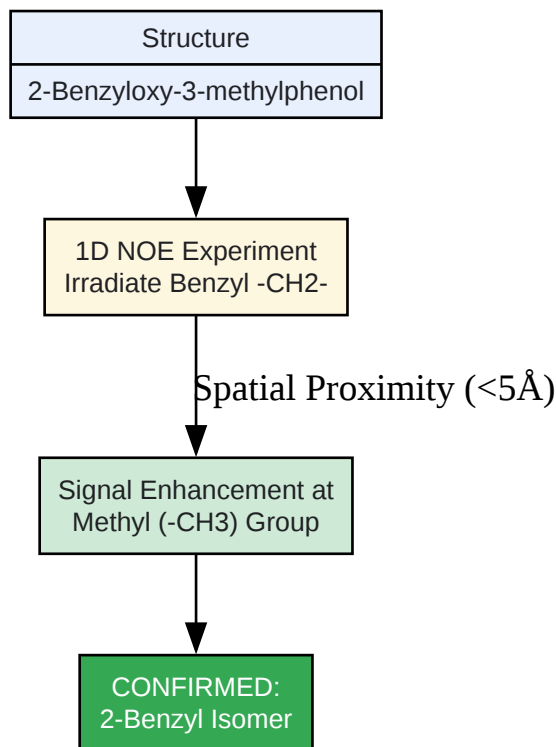 Structure
2-Benzyloxy-3-methylphenol
1D NOE Experiment
Irradiate Benzyl -CH2-
Spatial Proximity (<5Å)
Signal Enhancement at
Methyl (-CH3) Group
CONFIRMED:
2-Benzyl Isomer